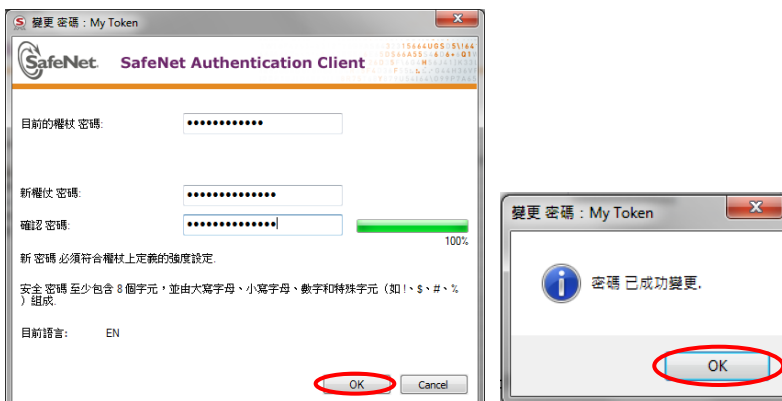 變更 密碼：My Token
SafeNet. SafeNet Authentication Client
目前的權杖 密碼:
新權仗 密碼:
確認 密碼:
100%
新 密碼 必須符合權杖上定義的強度設定.
安全 密碼 至少包含 8 個字元，並由大寫字母、小寫字母、數字和特殊字元（如 !、$、#、%
）組成.
目前語言: EN
OK Cancel
變更 密碼：My Token
密碼 已成功變更.
OK